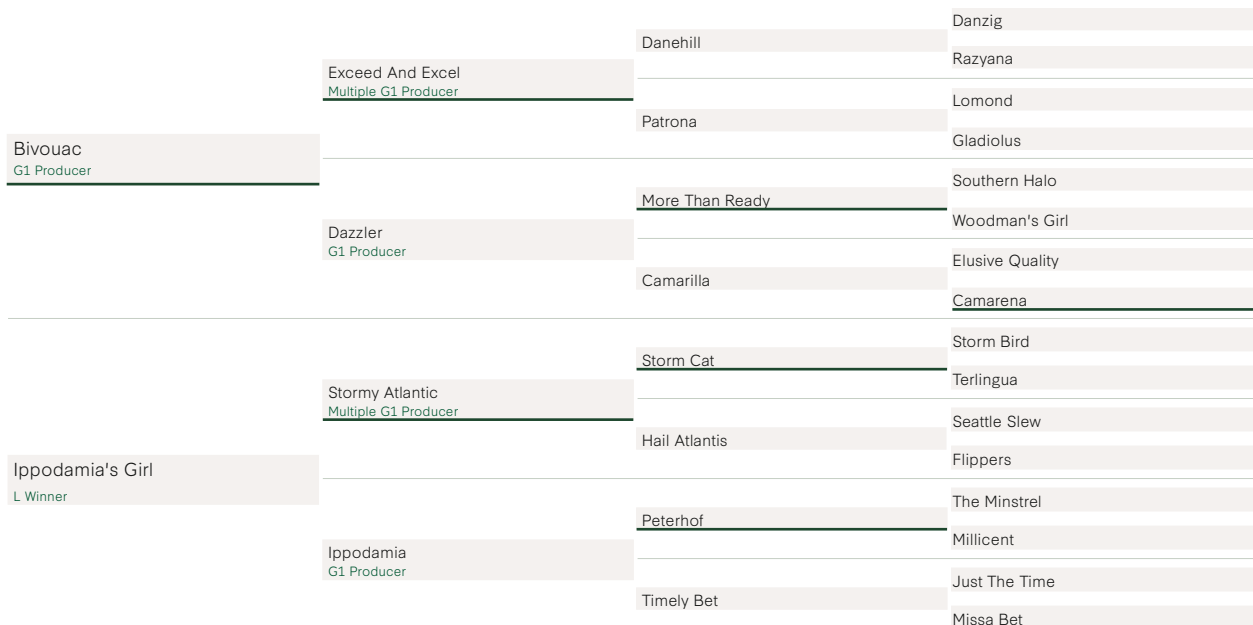 Danzig
Danehill
Razyana
Exceed And Excel
Multiple G1 Producer
Lomond
Patrona
Gladiolus
Bivouac
G1 Producer
Southern Halo
More Than Ready
Woodman's Girl
Dazzler
G1 Producer
Elusive Quality
Camarilla
Camarena
Storm Bird
Storm Cat
Terlingua
Stormy Atlantic
Multiple G1 Producer
Seattle Slew
Hail Atlantis
Flippers
Ippodamia's Girl
L Winner
The Minstrel
Peterhof
Millicent
Ippodamia
G1 Producer
Just The Time
Timely Bet
Missa Bet